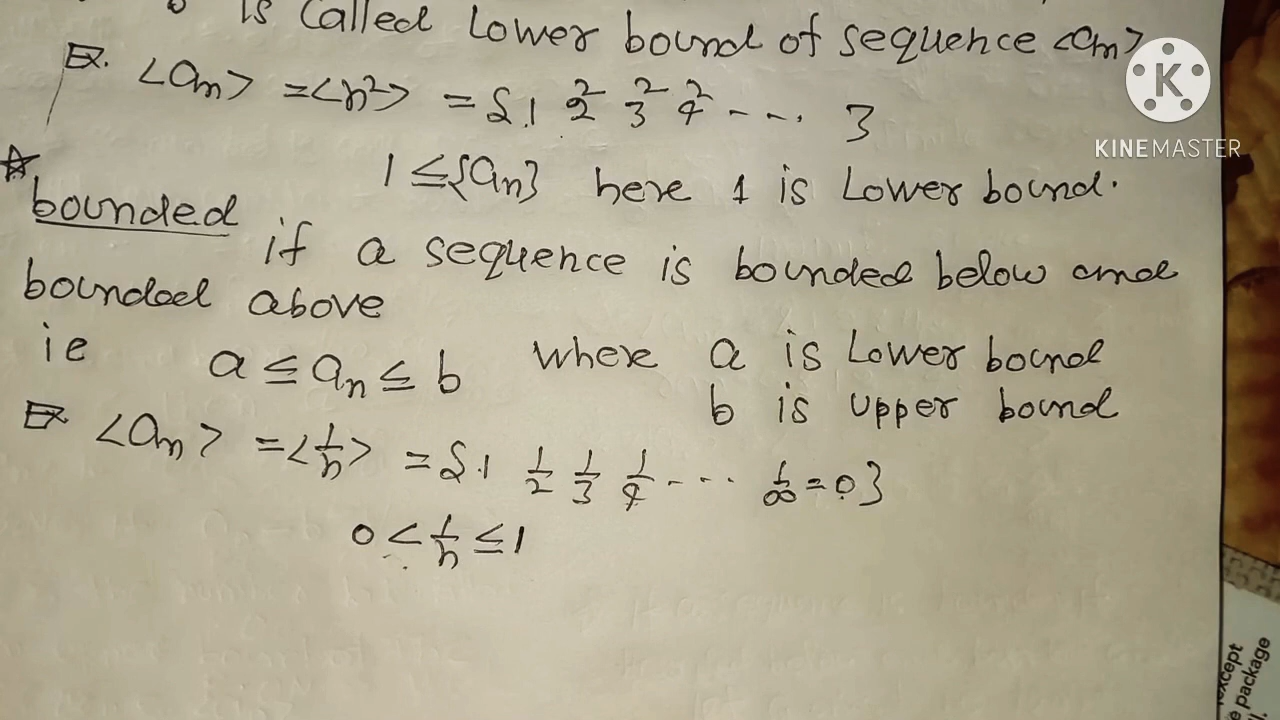 is called Lower bound of sequence <an>
Ex. <an> = <n²> = {1 2² 3² 4² - - .. }
K
KINEMASTER
1 ≤ {an} here 1 is Lower bound.
☆ bounded if a sequence is bounded below and
bounded above
ie a ≤ an ≤ b where a is Lower bound
b is upper bound
Ex <an> = <1/n> = {1 1/2 1/3 1/4 - - - - 1/∞ = 0}
0 < 1/n ≤ 1
except
e package